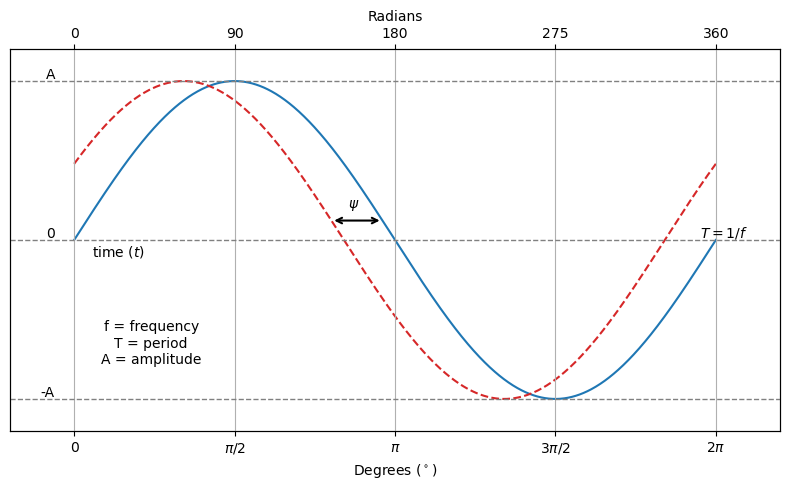 Radians
0 90 180 275 360
A
ψ
0
T = 1/f
time (t)
f = frequency
T = period
A = amplitude
-A
0 π/2 π 3π/2 2π
Degrees (°)